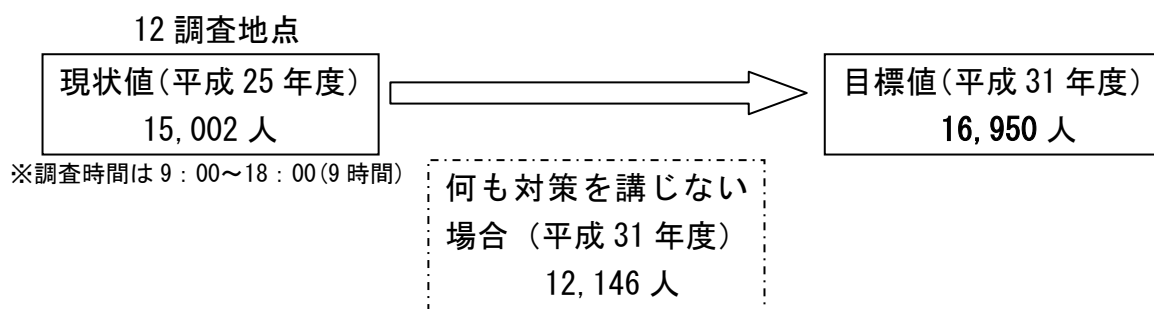 12 調査地点
現状値(平成 25 年度)
15,002 人
※調査時間は 9：00～18：00(9 時間)
目標値(平成 31 年度)
16,950 人
何も対策を講じない
場合（平成 31 年度）
12,146 人